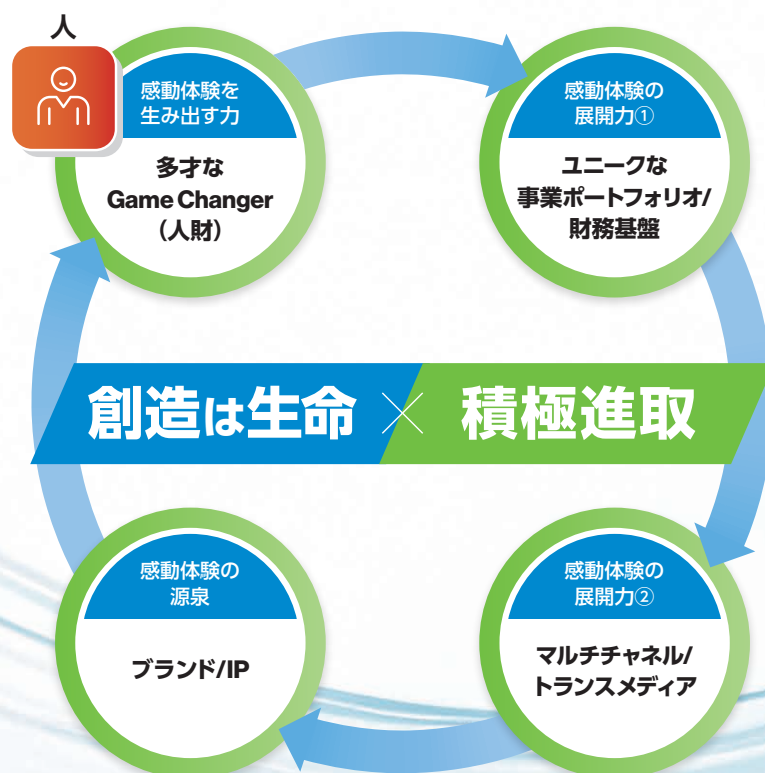 人
感動体験を
生み出す力
多才な
Game Changer
（人財）
感動体験の
展開力①
ユニークな
事業ポートフォリオ/
財務基盤
創造は生命×積極進取
感動体験の
源泉
ブランド/IP
感動体験の
展開力②
マルチチャネル/
トランスメディア